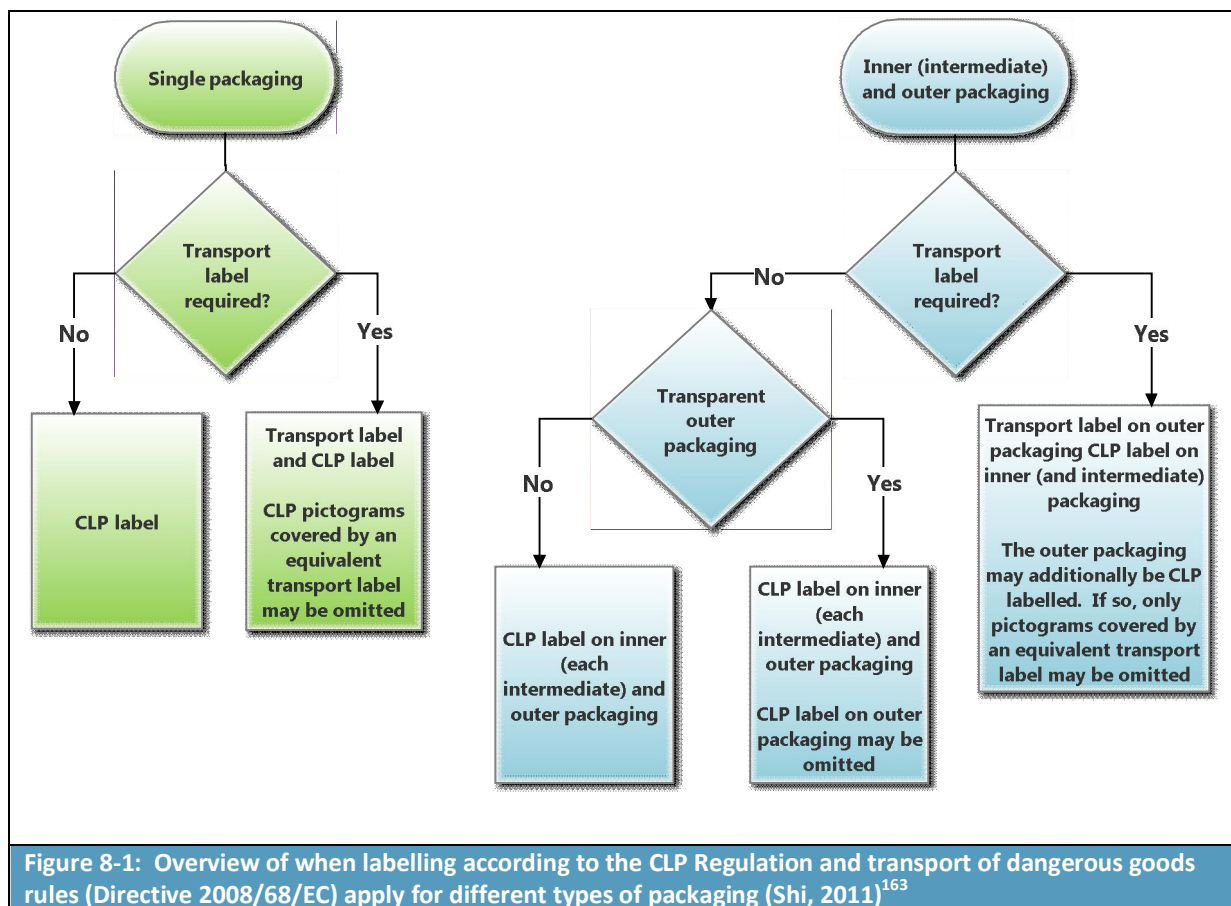 Single packaging
Transport
label
required?
No
Yes
CLP label
Transport label
and CLP label
CLP pictograms
covered by an
equivalent
transport label
may be omitted
Inner (intermediate)
and outer packaging
Transport
label
required?
No
Yes
Transparent
outer
packaging
No
Yes
CLP label on inner
(each
intermediate) and
outer packaging
CLP label on inner
(each
intermediate) and
outer packaging
CLP label on outer
packaging may be
omitted
Transport label on outer
packaging CLP label on
inner (and intermediate)
packaging
The outer packaging
may additionally be CLP
labelled. If so, only
pictograms covered by
an equivalent transport
label may be omitted
Figure 8-1: Overview of when labelling according to the CLP Regulation and transport of dangerous goods
rules (Directive 2008/68/EC) apply for different types of packaging (Shi, 2011)163